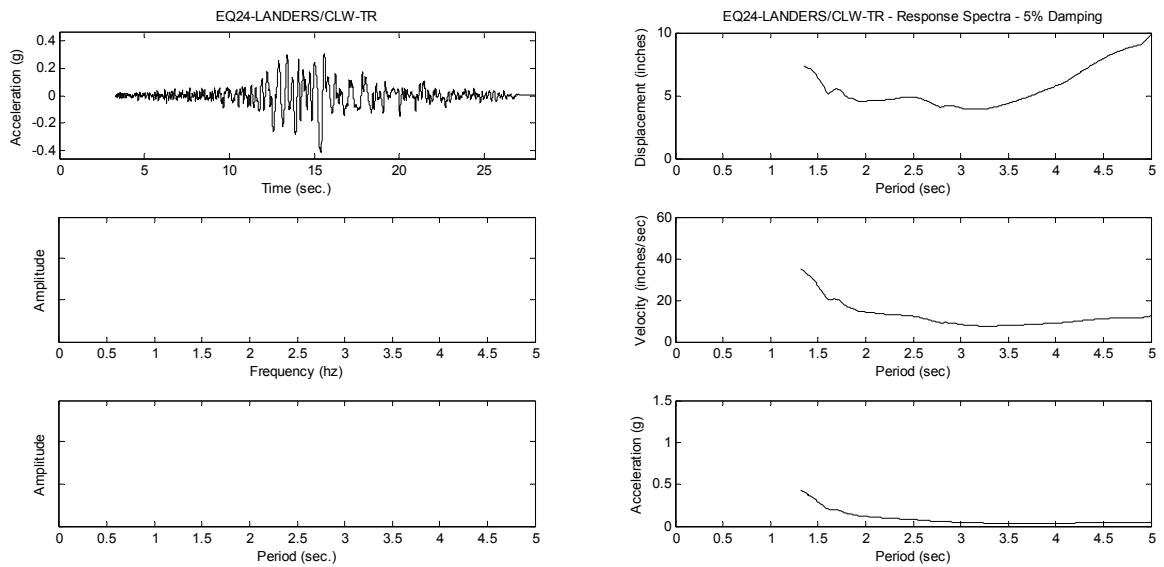 EQ24-LANDERS/CLW-TR
Acceleration (g)
0.4
0.2
0
-0.2
-0.4
0 5 10 15 20 25
Time (sec.)
Amplitude
0 0.5 1 1.5 2 2.5 3 3.5 4 4.5 5
Frequency (hz)
Amplitude
0 0.5 1 1.5 2 2.5 3 3.5 4 4.5 5
Period (sec.)
EQ24-LANDERS/CLW-TR - Response Spectra - 5% Damping
Displacement (inches)
10
5
0
0 0.5 1 1.5 2 2.5 3 3.5 4 4.5 5
Period (sec)
Velocity (inches/sec)
60
40
20
0
0 0.5 1 1.5 2 2.5 3 3.5 4 4.5 5
Period (sec)
Acceleration (g)
1.5
1
0.5
0
0 0.5 1 1.5 2 2.5 3 3.5 4 4.5 5
Period (sec)